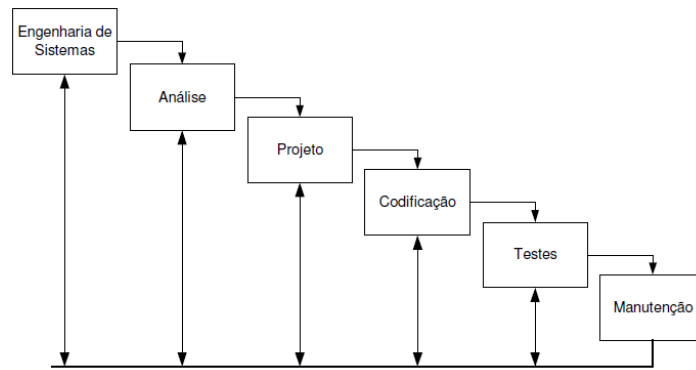 Engenharia de
Sistemas
Análise
Projeto
Codificação
Testes
Manutenção